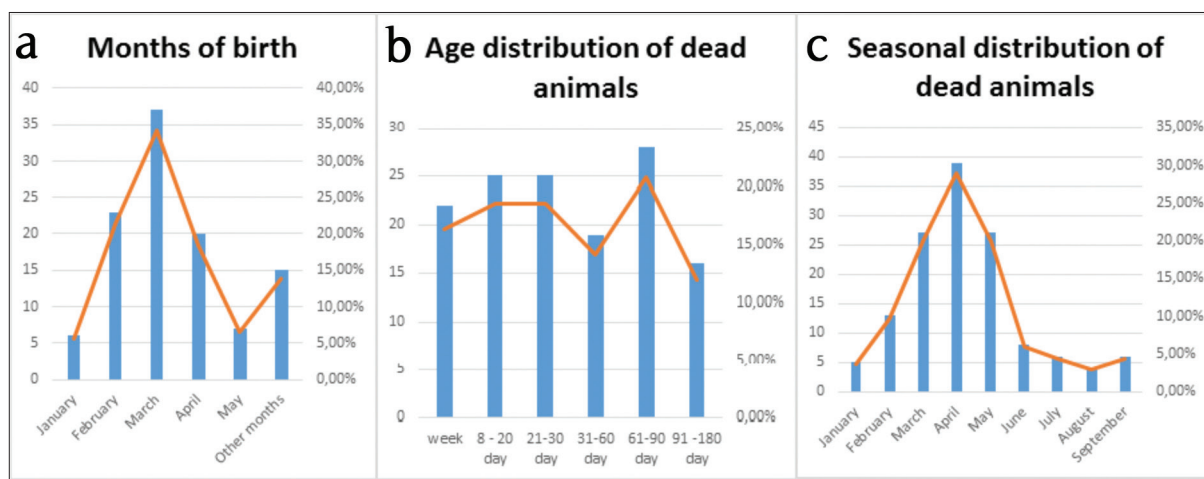 a
Months of birth
40
35
30
25
20
15
10
5
0
40,00%
35,00%
30,00%
25,00%
20,00%
15,00%
10,00%
5,00%
0,00%
January
February
March
April
May
Other months
b
Age distribution of dead
animals
30
25
20
15
10
5
0
25,00%
20,00%
15,00%
10,00%
5,00%
0,00%
week 8 - 20 21-30 31-60 61-90 91 -180
day day day day day
c
Seasonal distribution of
dead animals
45
40
35
30
25
20
15
10
5
0
35,00%
30,00%
25,00%
20,00%
15,00%
10,00%
5,00%
0,00%
January
February
March
April
May
June
July
August
September